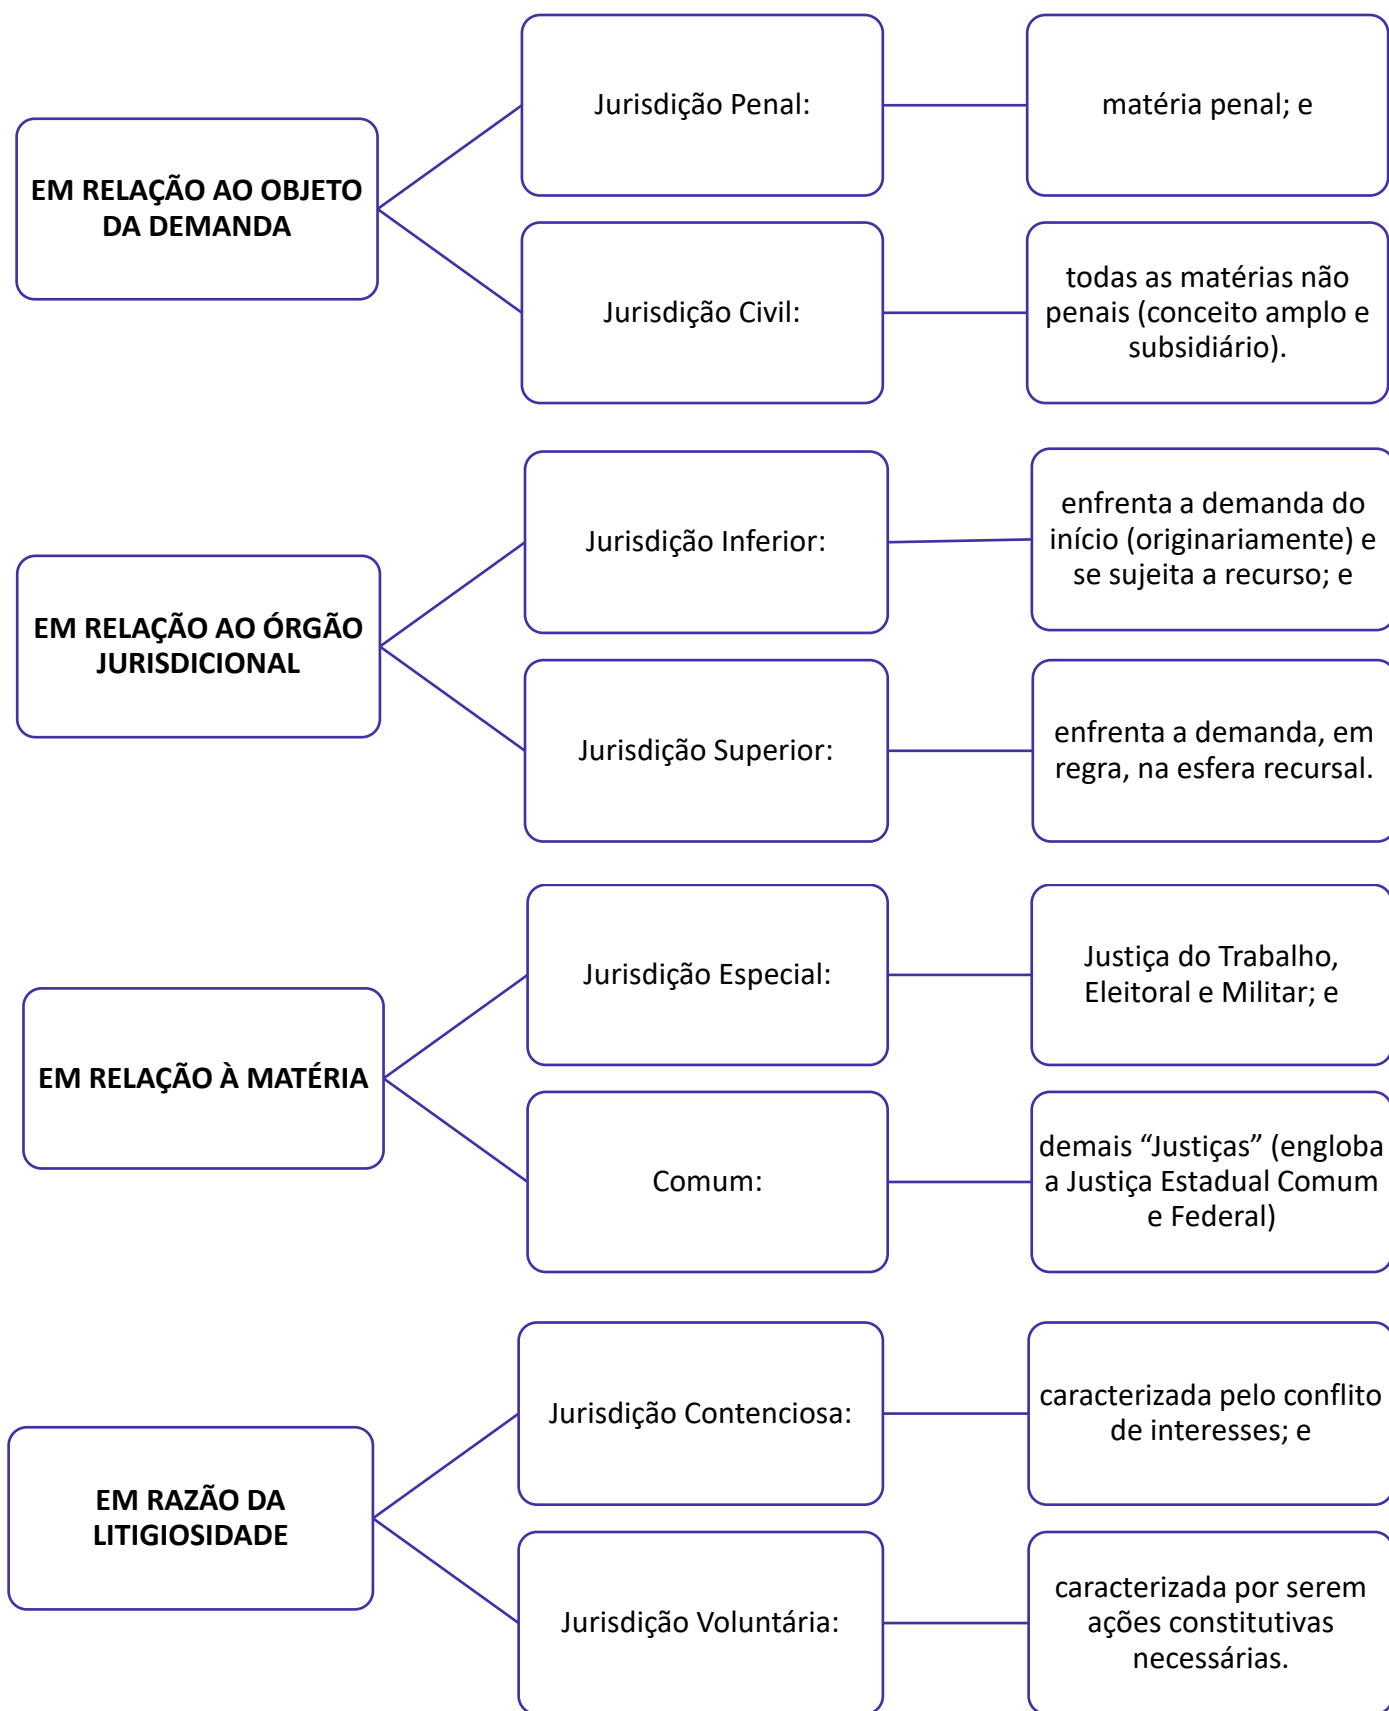 EM RELAÇÃO AO OBJETO
DA DEMANDA
Jurisdição Penal:
matéria penal; e
Jurisdição Civil:
todas as matérias não
penais (conceito amplo e
subsidiário).
EM RELAÇÃO AO ÓRGÃO
JURISDICIONAL
Jurisdição Inferior:
enfrenta a demanda do
início (originariamente) e
se sujeita a recurso; e
Jurisdição Superior:
enfrenta a demanda, em
regra, na esfera recursal.
EM RELAÇÃO À MATÉRIA
Jurisdição Especial:
Justiça do Trabalho,
Eleitoral e Militar; e
Comum:
demais “Justiças” (engloba
a Justiça Estadual Comum
e Federal)
EM RAZÃO DA
LITIGIOSIDADE
Jurisdição Contenciosa:
caracterizada pelo conflito
de interesses; e
Jurisdição Voluntária:
caracterizada por serem
ações constitutivas
necessárias.